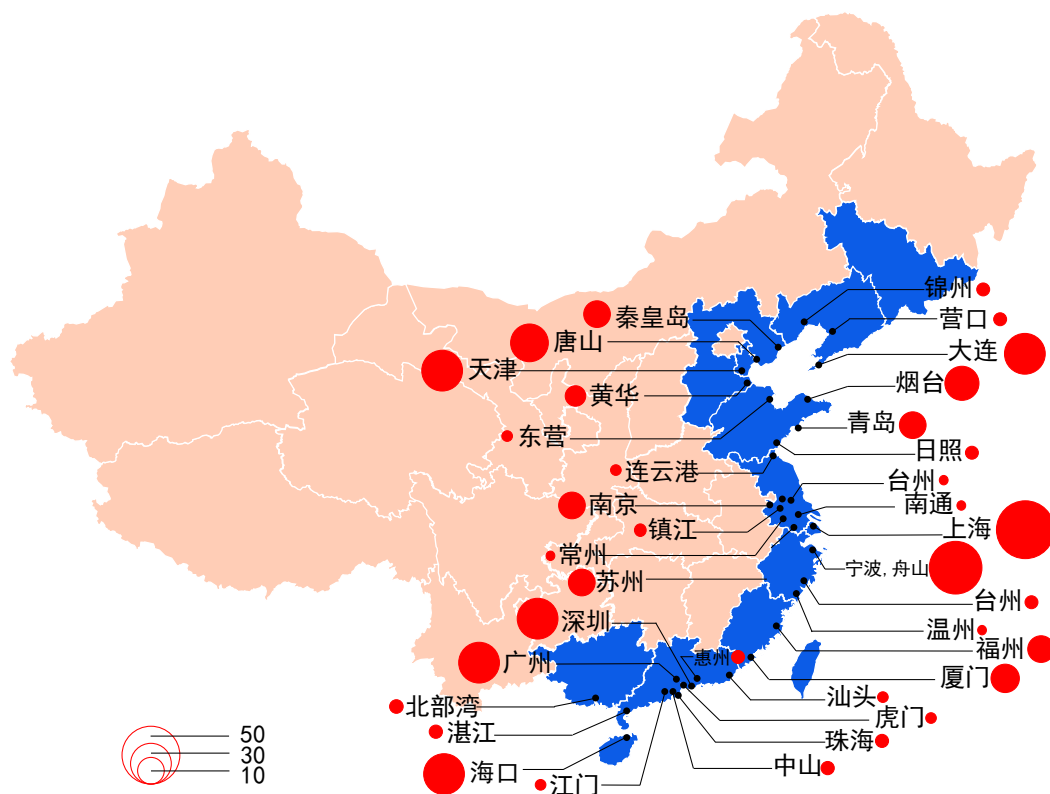 锦州
秦皇岛
营口
唐山
大连
天津
烟台
黄华
青岛
东营
日照
连云港
台州
南京
南通
镇江
上海
常州
宁波, 舟山
苏州
台州
深圳
温州
福州
广州
惠州
厦门
汕头
北部湾
虎门
湛江
珠海
海口
中山
江门
50
30
10